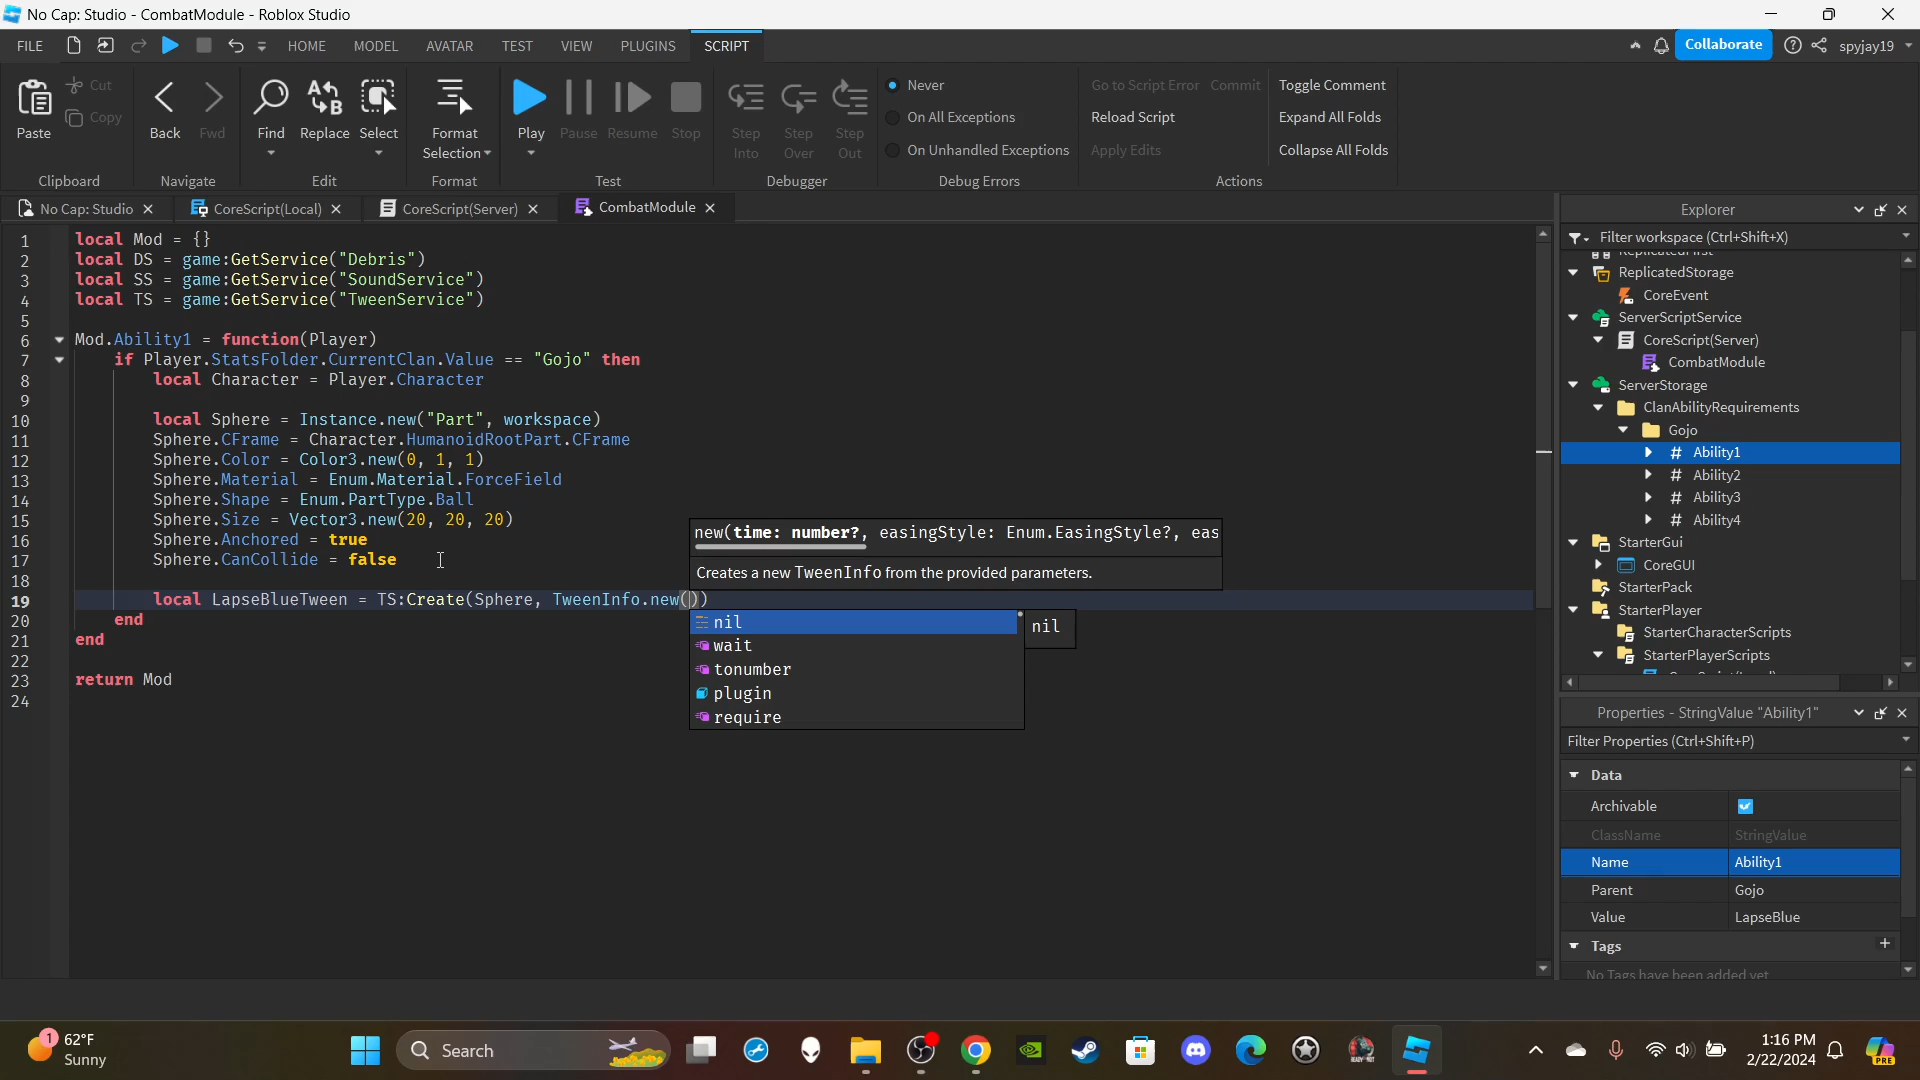 No Cap: Studio - CombatModule - Roblox Studio
FILE HOME MODEL AVATAR TEST VIEW PLUGINS SCRIPT Collaborate spyjay19
Paste
Cut
Copy
Back
Fwd
Find
Replace
Select
Format
Selection
Play
Pause
Resume
Stop
Step
Into
Step
Over
Step
Out
Never
On All Exceptions
On Unhandled Exceptions
Go to Script Error Commit
Reload Script
Apply Edits
Toggle Comment
Expand All Folds
Collapse All Folds
Clipboard Navigate Edit Format Test Debugger Debug Errors Actions
No Cap: Studio CoreScript(Local) CoreScript(Server) CombatModule
1 local Mod = {}
2 local DS = game:GetService("Debris")
3 local SS = game:GetService("SoundService")
4 local TS = game:GetService("TweenService")
5
6 Mod.Ability1 = function(Player)
7 if Player.StatsFolder.CurrentClan.Value == "Gojo" then
8 local Character = Player.Character
9
10 local Sphere = Instance.new("Part", workspace)
11 Sphere.CFrame = Character.HumanoidRootPart.CFrame
12 Sphere.Color = Color3.new(0, 1, 1)
13 Sphere.Material = Enum.Material.ForceField
14 Sphere.Shape = Enum.PartType.Ball
15 Sphere.Size = Vector3.new(20, 20, 20)
16 Sphere.Anchored = true
17 Sphere.CanCollide = false
18
19 local LapseBlueTween = TS:Create(Sphere, TweenInfo.new())
20 end
21 end
22
23 return Mod
24
new(time: number?, easingStyle: Enum.EasingStyle?, eas
Creates a new TweenInfo from the provided parameters.
nil
wait
tonumber
plugin
require
nil
Explorer
Filter workspace (Ctrl+Shift+X)
ReplicatedFirst
ReplicatedStorage
CoreEvent
ServerScriptService
CoreScript(Server)
CombatModule
ServerStorage
ClanAbilityRequirements
Gojo
# Ability1
# Ability2
# Ability3
# Ability4
StarterGui
CoreGUI
StarterPack
StarterPlayer
StarterCharacterScripts
StarterPlayerScripts
Properties - StringValue "Ability1"
Filter Properties (Ctrl+Shift+P)
Data
Archivable
ClassName StringValue
Name Ability1
Parent Gojo
Value LapseBlue
Tags
No Tags have been added yet
1
62°F
Sunny
Search
1:16 PM
2/22/2024
PRE